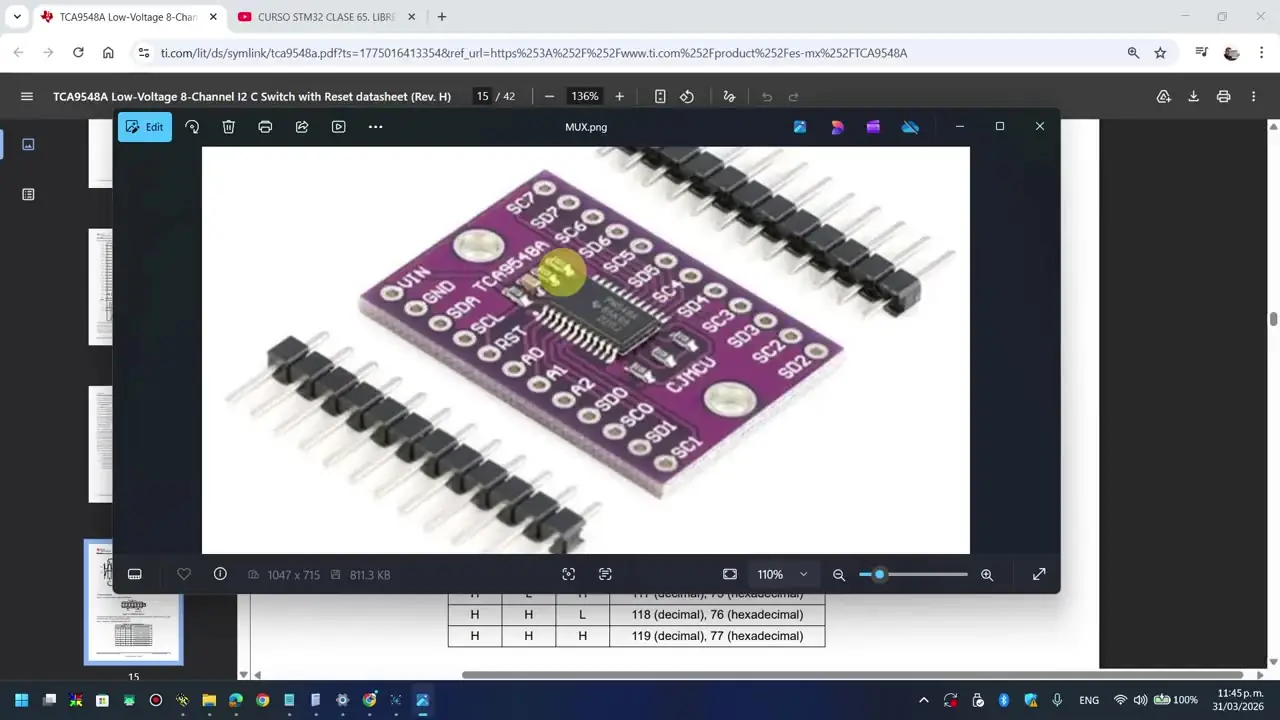 TCA9548A Low-Voltage 8-Chan
CURSO STM32 CLASE 65. LIBRE
ti.com/lit/ds/symlink/tca9548a.pdf?ts=1775016413354&ref_url=https%253A%252F%252Fwww.ti.com%252Fproduct%252Fes-mx%252FTCA9548A
TCA9548A Low-Voltage 8-Channel I2 C Switch with Reset datasheet (Rev. H)
15 / 42
136%
Edit
MUX.png
SC7
SD7
SC6
SD6
SC5
SD5
SC4
SD4
SC3
SD3
SC2
SD2
TCA9548A
VIN
GND
SDA
SCL
RST
A0
A1
A2
SD0
SC0
SD1
SC1
CJMCU
1047 x 715
811.3 KB
110%
H L H 117 (decimal), 75 (hexadecimal)
H H L 118 (decimal), 76 (hexadecimal)
H H H 119 (decimal), 77 (hexadecimal)
15
ENG
100%
11:45 p.m.
31/03/2026